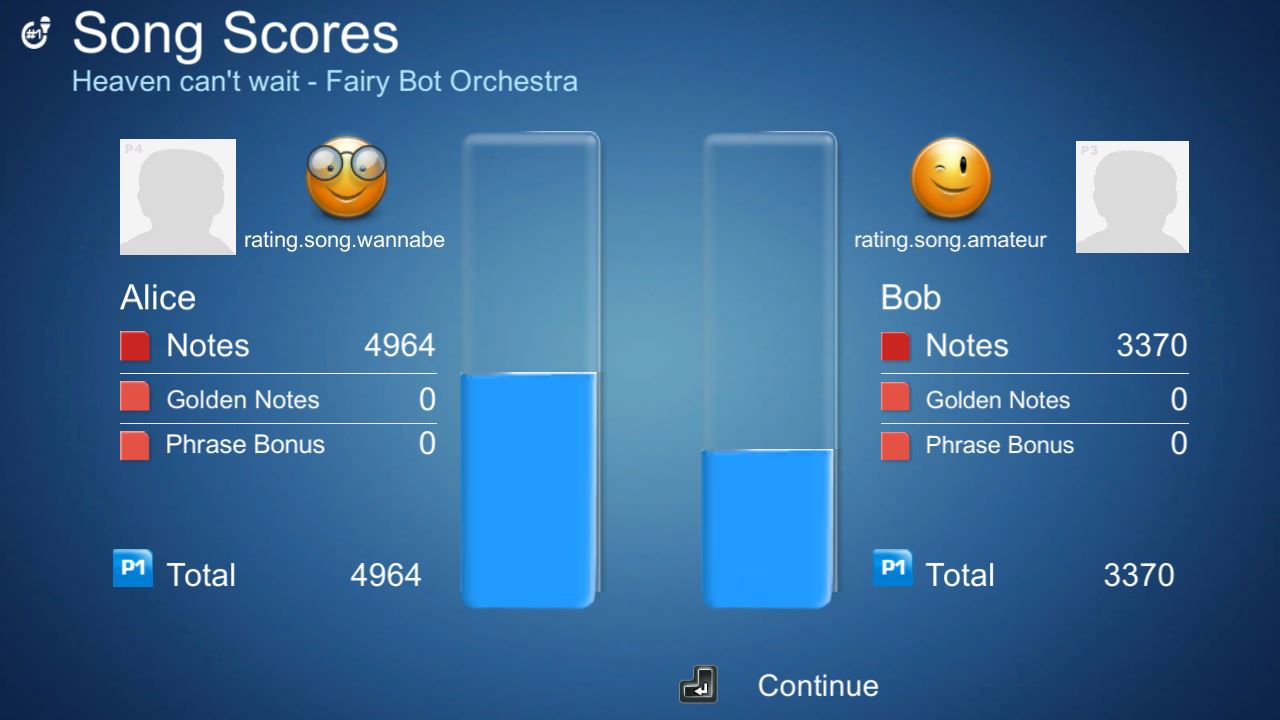 #1
Song Scores
Heaven can't wait - Fairy Bot Orchestra
P4
rating.song.wannabe
Alice
Notes 4964
Golden Notes 0
Phrase Bonus 0
P1 Total 4964
P3
rating.song.amateur
Bob
Notes 3370
Golden Notes 0
Phrase Bonus 0
P1 Total 3370
Continue